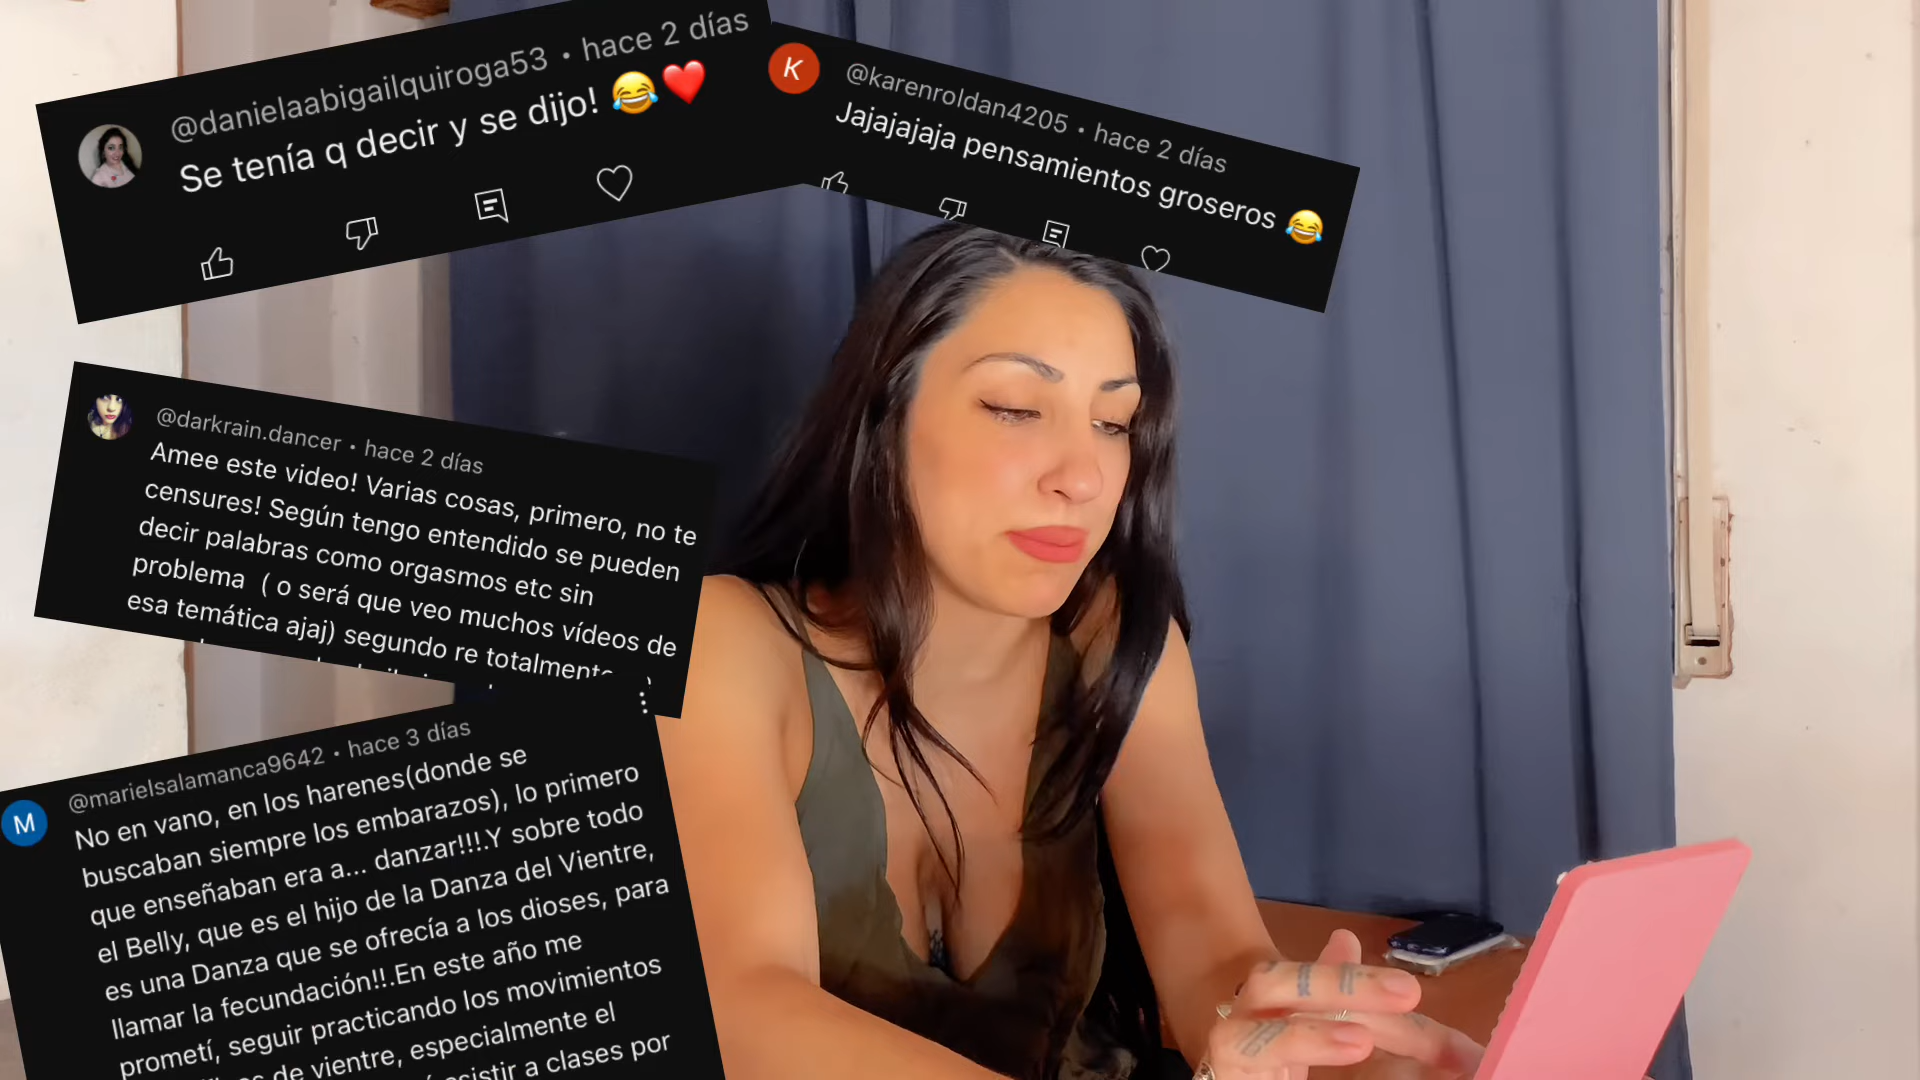 @danielaabigailquiroga53 • hace 2 días
Se tenía q decir y se dijo! 😂❤️
K
@karenroldan4205 • hace 2 días
Jajajajaja pensamientos groseros 😂
@darkrain.dancer • hace 2 días
Amee este video! Varias cosas, primero, no te
censures! Según tengo entendido se pueden
decir palabras como orgasmos etc sin
problema ( o será que veo muchos vídeos de
esa temática ajaj) segundo re totalmente
M
@marielsalamanca9642 • hace 3 días
No en vano, en los harenes(donde se
buscaban siempre los embarazos), lo primero
que enseñaban era a... danzar!!!.Y sobre todo
el Belly, que es el hijo de la Danza del Vientre,
es una Danza que se ofrecía a los dioses, para
llamar la fecundación!!.En este año me
prometí, seguir practicando los movimientos
de vientre, especialmente el
a clases por